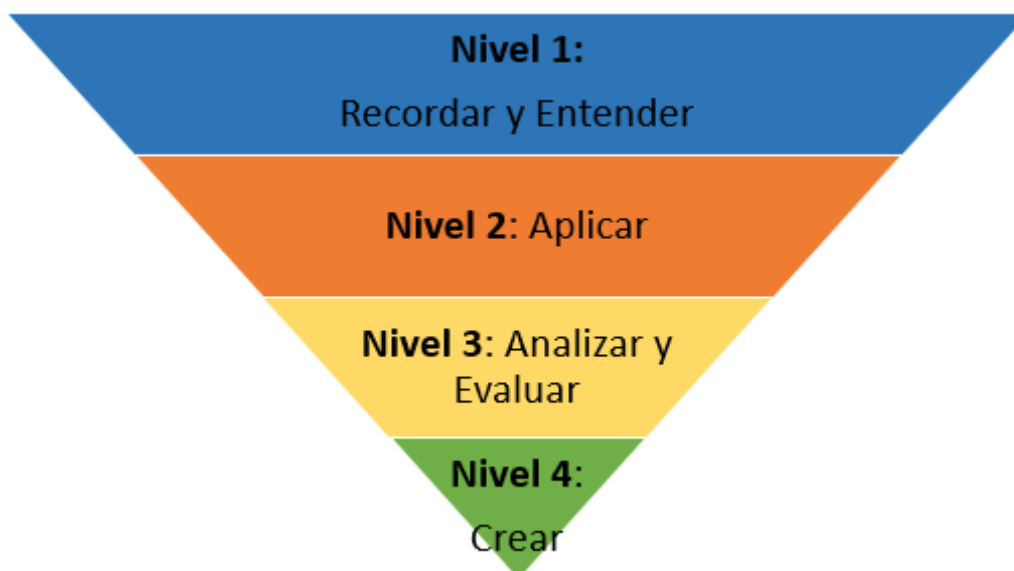 Nivel 1:
Recordar y Entender
Nivel 2: Aplicar
Nivel 3: Analizar y
Evaluar
Nivel 4:
Crear